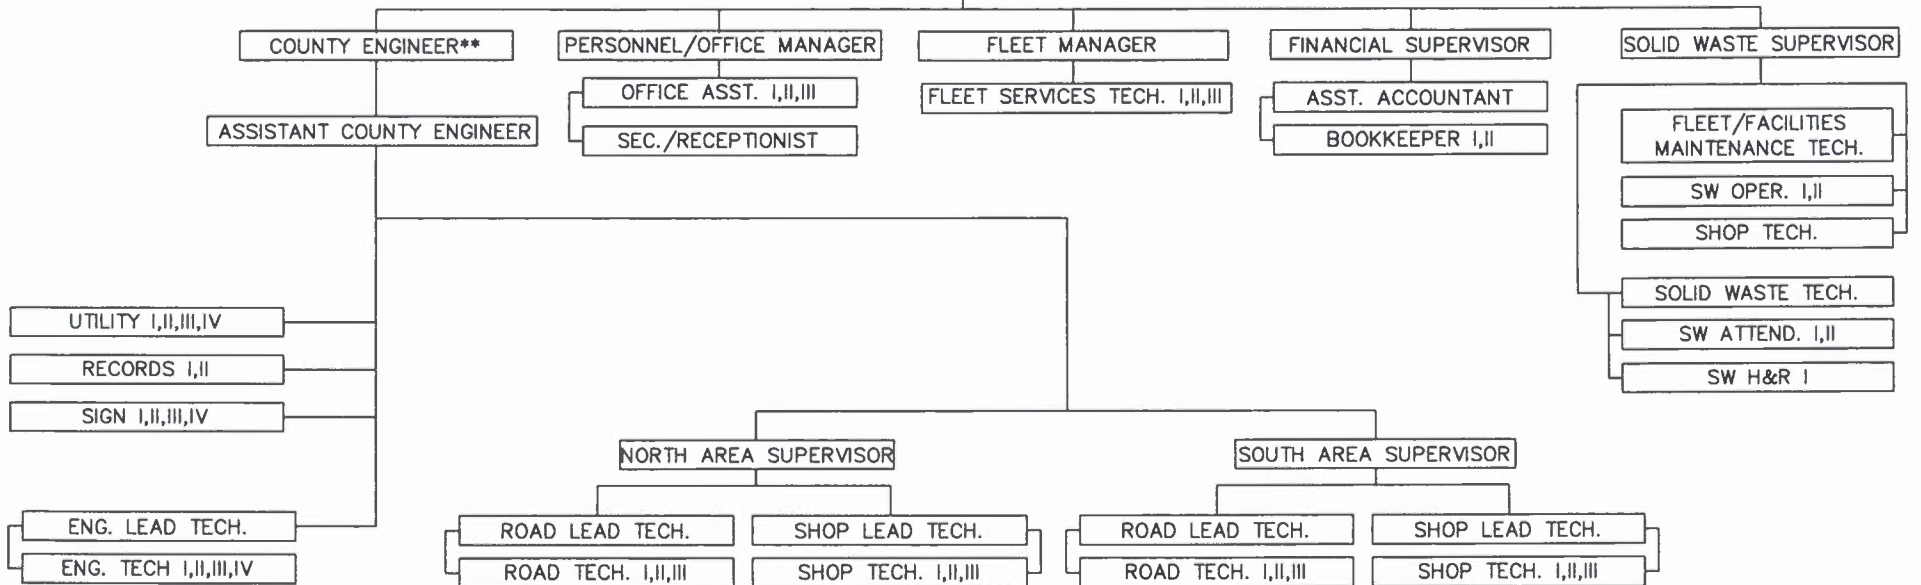 COUNTY ENGINEER**
PERSONNEL/OFFICE MANAGER
FLEET MANAGER
FINANCIAL SUPERVISOR
SOLID WASTE SUPERVISOR
OFFICE ASST. I,II,III
SEC./RECEPTIONIST
FLEET SERVICES TECH. I,II,III
ASST. ACCOUNTANT
BOOKKEEPER I,II
ASSISTANT COUNTY ENGINEER
FLEET/FACILITIES
MAINTENANCE TECH.
SW OPER. I,II
SHOP TECH.
SOLID WASTE TECH.
SW ATTEND. I,II
SW H&R I
UTILITY I,II,III,IV
RECORDS I,II
SIGN I,II,III,IV
NORTH AREA SUPERVISOR
SOUTH AREA SUPERVISOR
ENG. LEAD TECH.
ENG. TECH I,II,III,IV
ROAD LEAD TECH.
ROAD TECH. I,II,III
SHOP LEAD TECH.
SHOP TECH. I,II,III
ROAD LEAD TECH.
ROAD TECH. I,II,III
SHOP LEAD TECH.
SHOP TECH. I,II,III